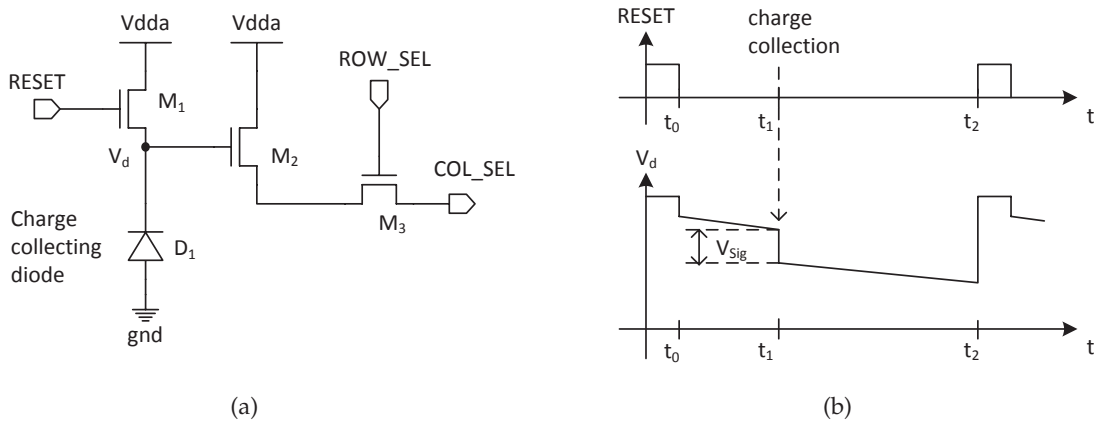 Vdda
Vdda
RESET
M1
Vd
M2
ROW_SEL
COL_SEL
M3
Charge
collecting
diode
D1
gnd
(a)
RESET
charge
collection
t0
t1
t2
t
Vd
VSig
t0
t1
t2
t
(b)